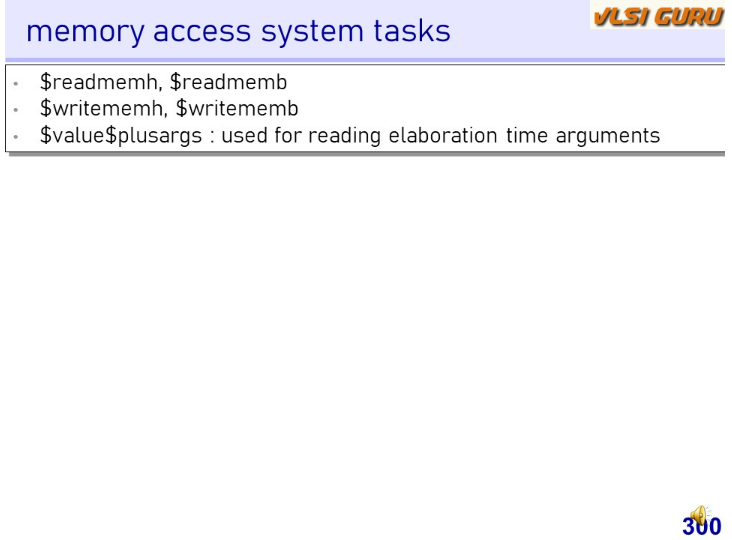 VLSI GURU
memory access system tasks
• $readmemh, $readmemb
• $writememh, $writememb
• $value$plusargs : used for reading elaboration time arguments
300